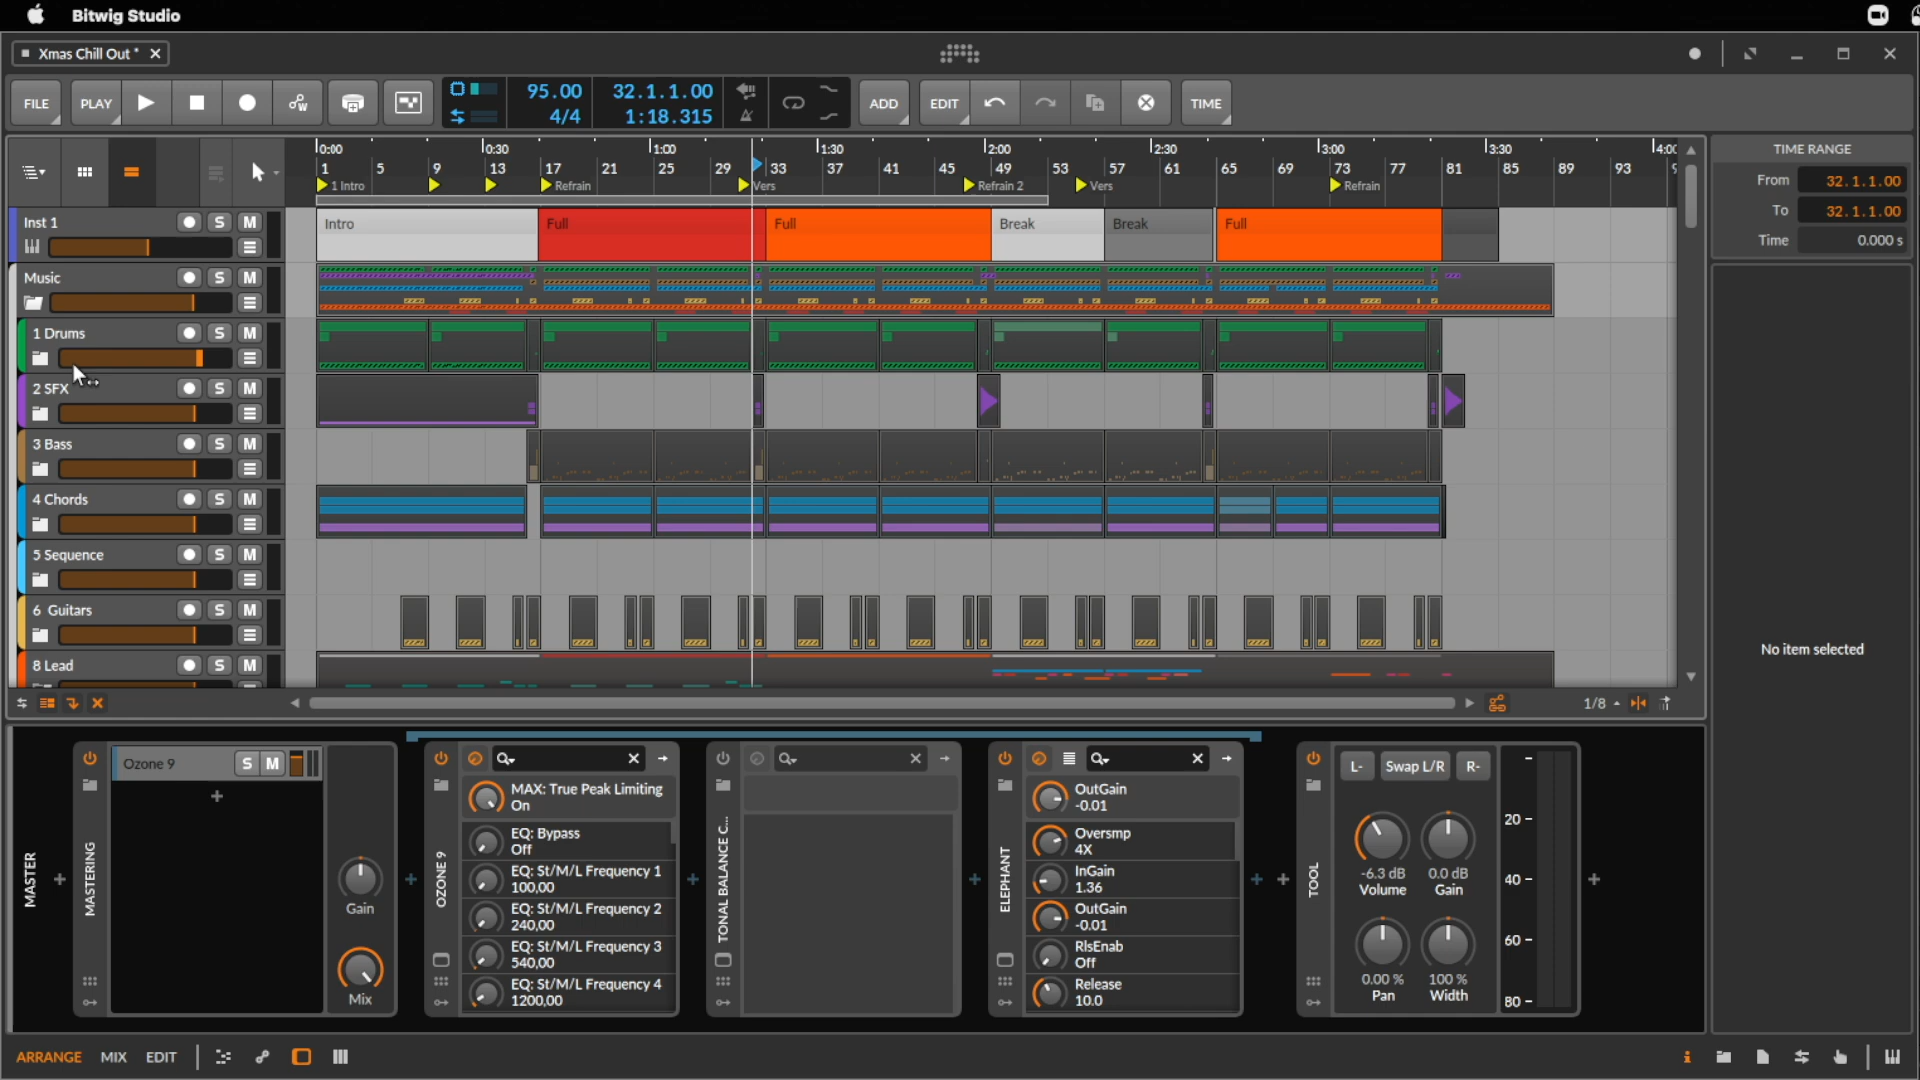 Bitwig Studio
Xmas Chill Out *
FILE PLAY 95.00 32.1.1.00 ADD EDIT TIME
4/4 1:18.315
0:00 0:30 1:00 1:30 2:00 2:30 3:00 3:30 4:00
1 5 9 13 17 21 25 29 33 37 41 45 49 53 57 61 65 69 73 77 81 85 89 93
1 Intro Refrain Vers Refrain 2 Vers Refrain
TIME RANGE
From 32.1.1.00
To 32.1.1.00
Time 0.000 s
Inst 1 S M
Intro Full Full Break Break Full
Music S M
1 Drums S M
2 SFX S M
3 Bass S M
4 Chords S M
5 Sequence S M
6 Guitars S M
8 Lead S M
No item selected
1/8
MASTER
MASTERING
Ozone 9 S M
Gain
Mix
OZONE 9
MAX: True Peak Limiting
On
EQ: Bypass
Off
EQ: St/M/L Frequency 1
100,00
EQ: St/M/L Frequency 2
240,00
EQ: St/M/L Frequency 3
540,00
EQ: St/M/L Frequency 4
1200,00
TONAL BALANCE C...
ELEPHANT
OutGain
-0.01
Oversmp
4X
InGain
1.36
OutGain
-0.01
RlsEnab
Off
Release
10.0
TOOL
L- Swap L/R R-
-6.3 dB 0.0 dB
Volume Gain
0.00 % 100 %
Pan Width
20
40
60
80
ARRANGE MIX EDIT